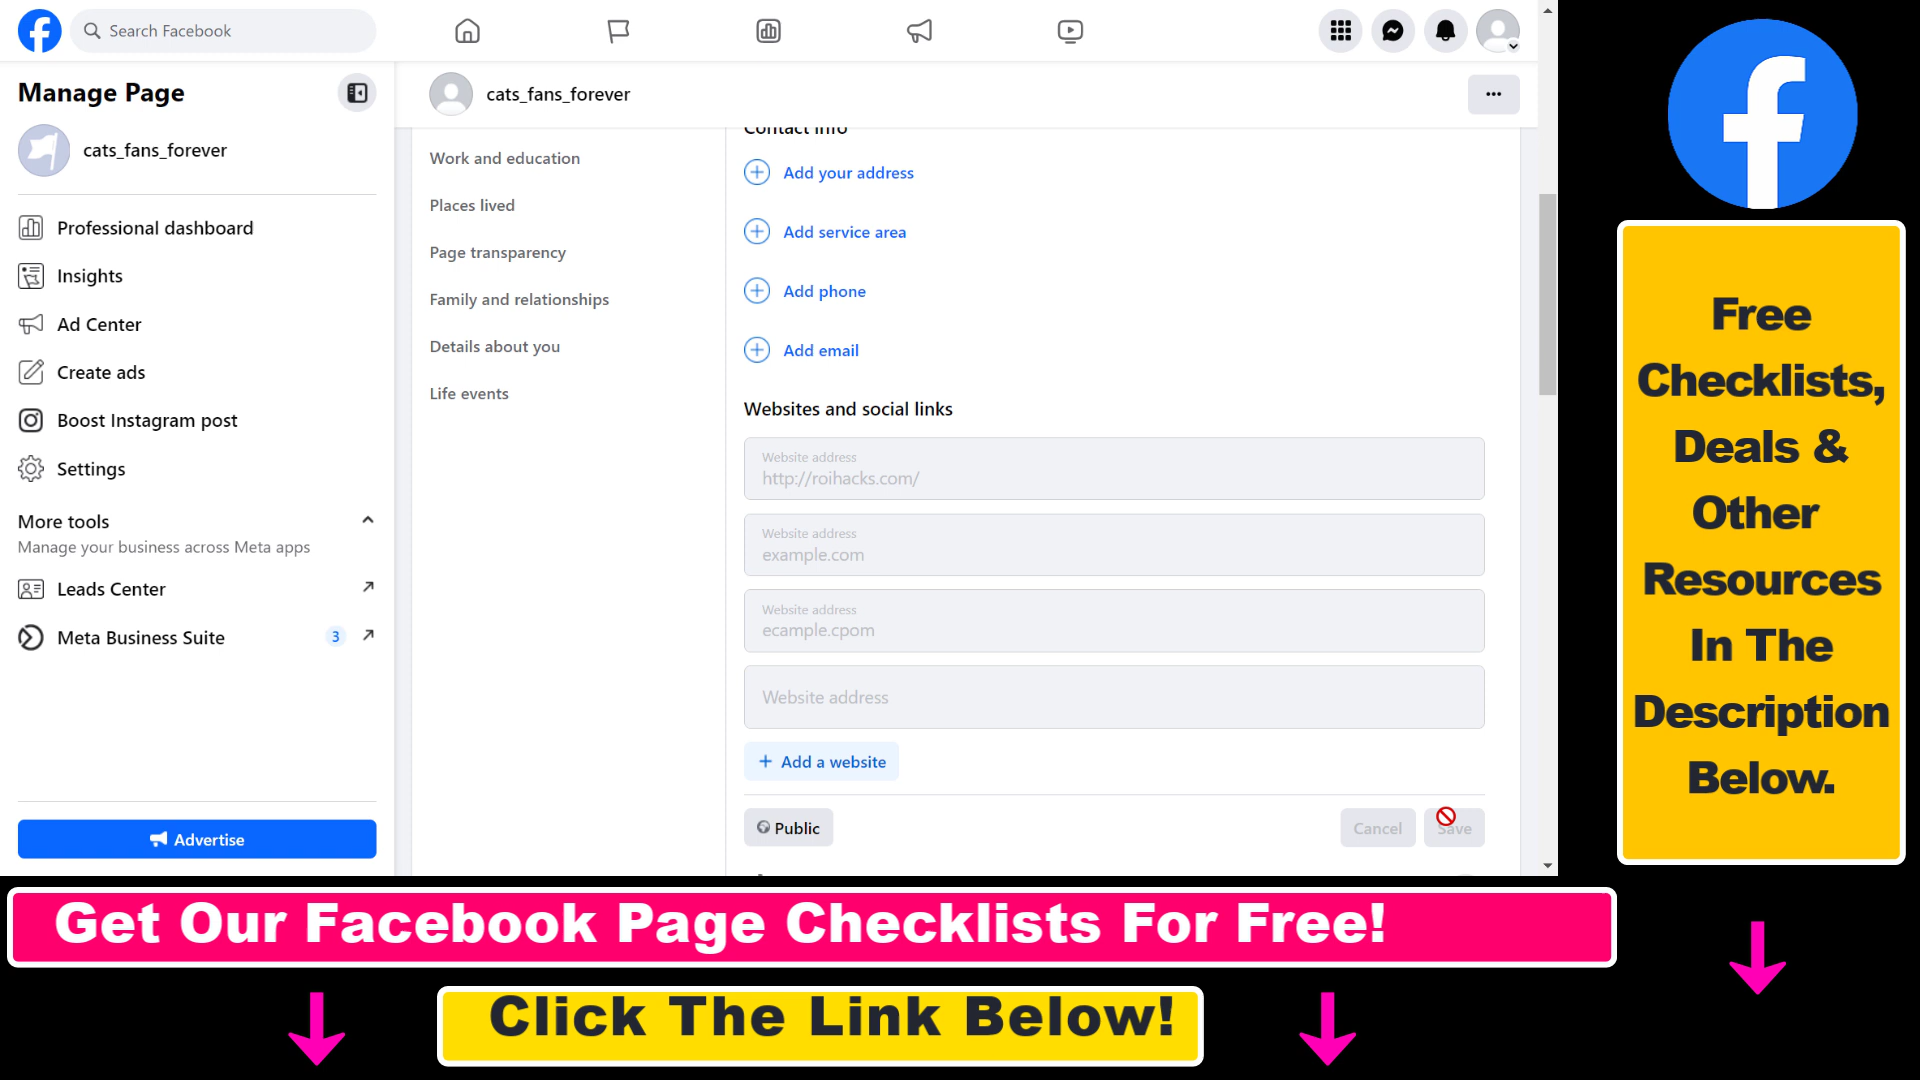 Search Facebook
Manage Page
cats_fans_forever
cats_fans_forever
Professional dashboard
Insights
Ad Center
Create ads
Boost Instagram post
Settings
More tools
Manage your business across Meta apps
Leads Center
Meta Business Suite
3
Advertise
Work and education
Places lived
Page transparency
Family and relationships
Details about you
Life events
Contact info
Add your address
Add service area
Add phone
Add email
Websites and social links
Website address
http://roihacks.com/
Website address
example.com
Website address
ecample.cpom
Website address
+ Add a website
Public
Cancel
Save
Free
Checklists,
Deals &
Other
Resources
In The
Description
Below.
Get Our Facebook Page Checklists For Free!
Click The Link Below!